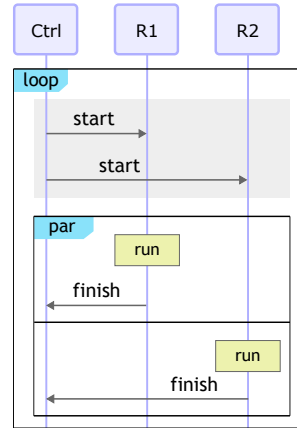 Ctrl R1 R2
loop
start
start
par
run
finish
run
finish